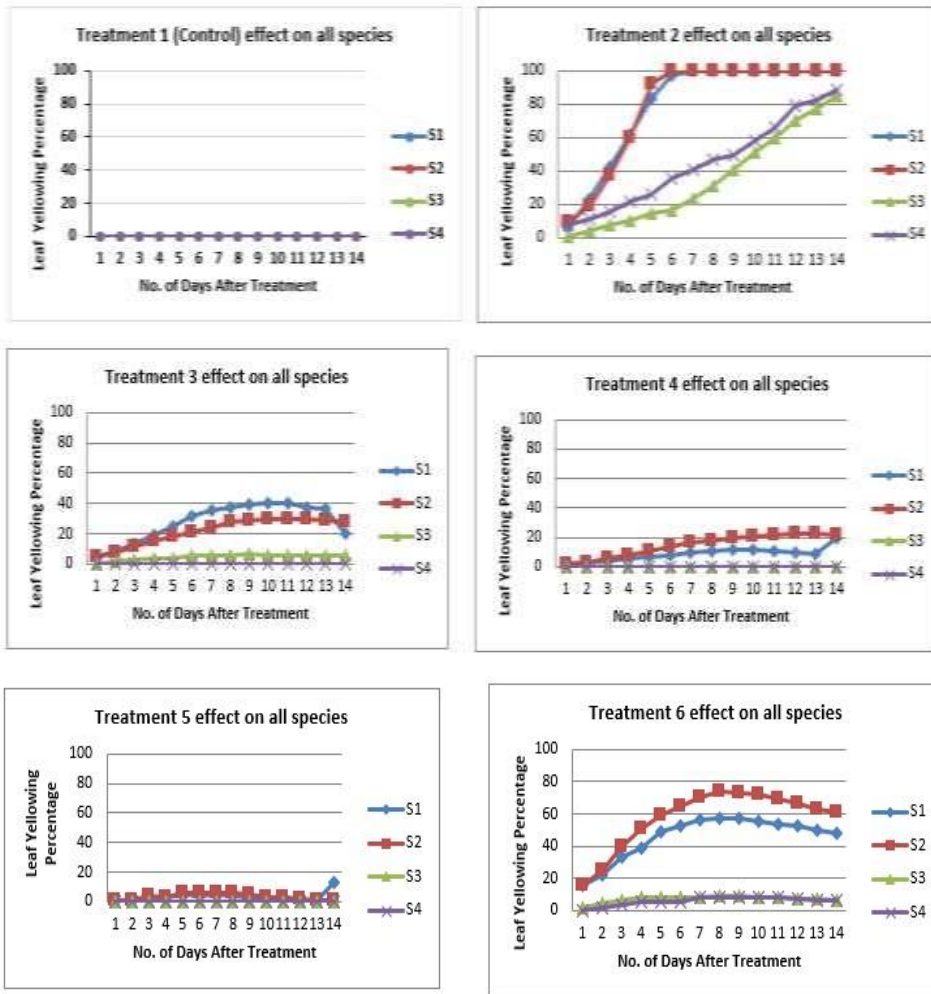 Treatment 1 (Control) effect on all species
Leaf Yellowing Percentage
100
80
60
40
20
0
1 2 3 4 5 6 7 8 9 10 11 12 13 14
No. of Days After Treatment
S1
S2
S3
S4
Treatment 2 effect on all species
Leaf Yellowing Percentage
100
80
60
40
20
0
1 2 3 4 5 6 7 8 9 10 11 12 13 14
No. of Days After Treatment
S1
S2
S3
S4
Treatment 3 effect on all species
Leaf Yellowing Percentage
100
80
60
40
20
0
1 2 3 4 5 6 7 8 9 10 11 12 13 14
No. of Days After Treatment
S1
S2
S3
S4
Treatment 4 effect on all species
Leaf Yellowing Percentage
100
80
60
40
20
0
1 2 3 4 5 6 7 8 9 10 11 12 13 14
No. of Days After Treatment
S1
S2
S3
S4
Treatment 5 effect on all species
Leaf Yellowing
Percentage
100
80
60
40
20
0
1 2 3 4 5 6 7 8 9 10 11 12 13 14
No. of Days After Treatment
S1
S2
S3
S4
Treatment 6 effect on all species
Leaf Yellowing Percentage
100
80
60
40
20
0
1 2 3 4 5 6 7 8 9 10 11 12 13 14
No. of Days After Treatment
S1
S2
S3
S4